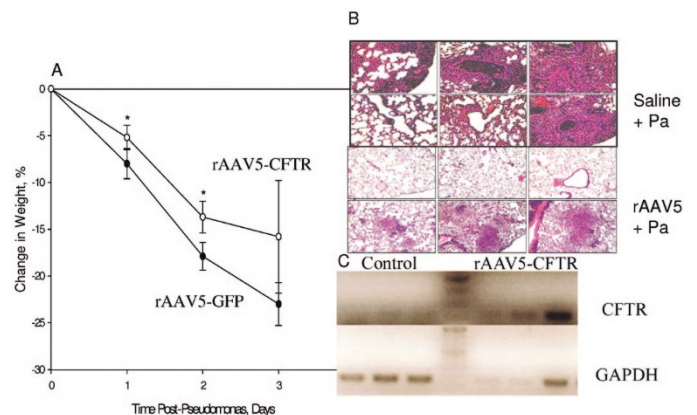 A
0
-5
-10
-15
-20
-25
-30
Change in Weight, %
*
*
rAAV5-CFTR
rAAV5-GFP
0
1
2
3
Time Post-Pseudomonas, Days
B
Saline
+ Pa
rAAV5
+ Pa
C
Control
rAAV5-CFTR
CFTR
GAPDH